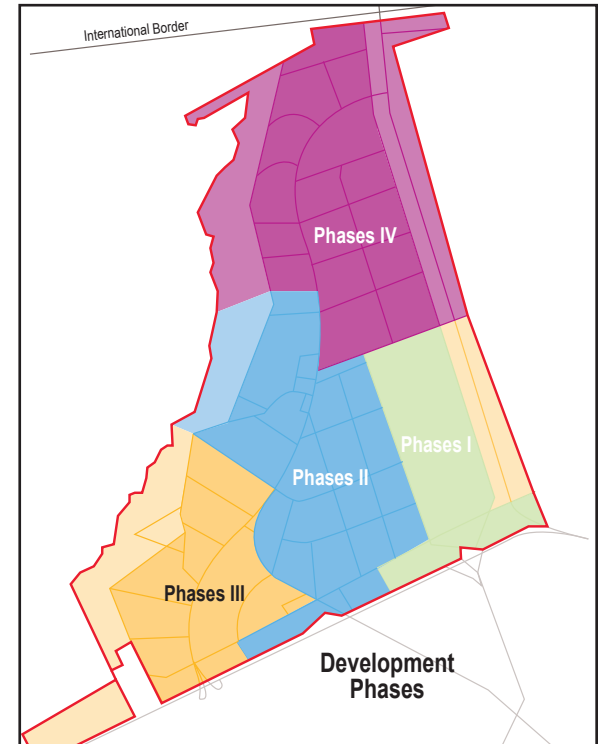 International Border
Phases IV
Phases I
Phases II
Phases III
Development
Phases